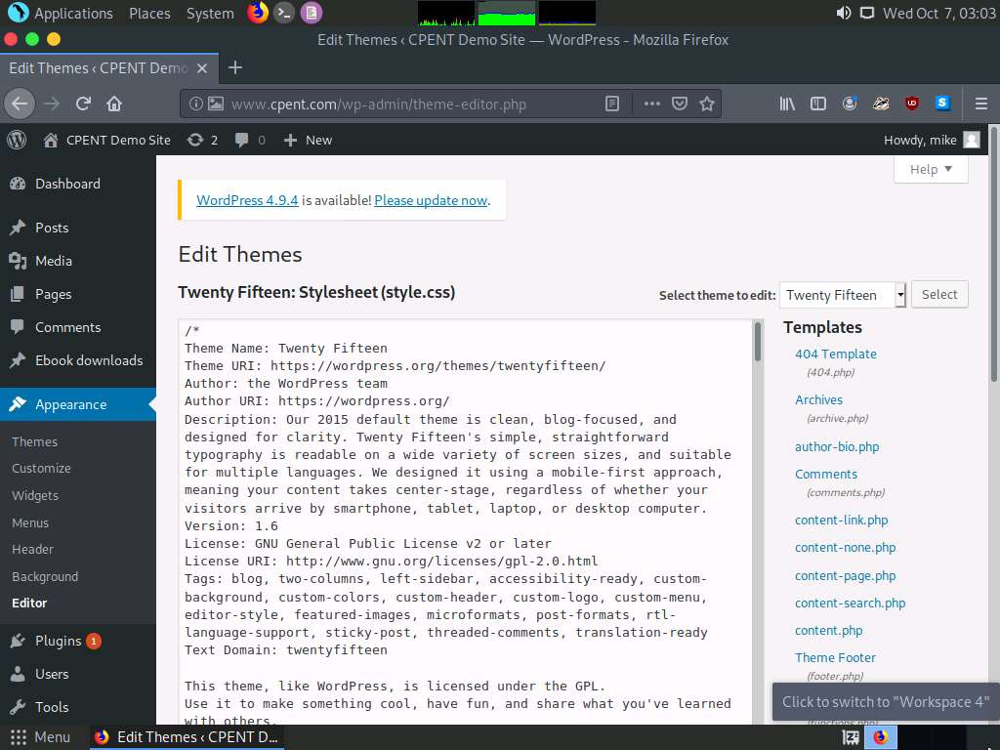 Applications Places System Wed Oct 7, 03:03
Edit Themes ‹ CPENT Demo Site — WordPress - Mozilla Firefox
Edit Themes ‹ CPENT Demo
www.cpent.com/wp-admin/theme-editor.php
CPENT Demo Site 2 0 New Howdy, mike
Help
Dashboard
Posts
Media
Pages
Comments
Ebook downloads
Appearance
Themes
Customize
Widgets
Menus
Header
Background
Editor
Plugins 1
Users
Tools
WordPress 4.9.4 is available! Please update now.
Edit Themes
Twenty Fifteen: Stylesheet (style.css)
Select theme to edit: Twenty Fifteen Select
/*
Theme Name: Twenty Fifteen
Theme URI: https://wordpress.org/themes/twentyfifteen/
Author: the WordPress team
Author URI: https://wordpress.org/
Description: Our 2015 default theme is clean, blog-focused, and
designed for clarity. Twenty Fifteen's simple, straightforward
typography is readable on a wide variety of screen sizes, and suitable
for multiple languages. We designed it using a mobile-first approach,
meaning your content takes center-stage, regardless of whether your
visitors arrive by smartphone, tablet, laptop, or desktop computer.
Version: 1.6
License: GNU General Public License v2 or later
License URI: http://www.gnu.org/licenses/gpl-2.0.html
Tags: blog, two-columns, left-sidebar, accessibility-ready, custom-
background, custom-colors, custom-header, custom-logo, custom-menu,
editor-style, featured-images, microformats, post-formats, rtl-
language-support, sticky-post, threaded-comments, translation-ready
Text Domain: twentyfifteen
This theme, like WordPress, is licensed under the GPL.
Use it to make something cool, have fun, and share what you've learned
with others.
Templates
404 Template
(404.php)
Archives
(archive.php)
author-bio.php
Comments
(comments.php)
content-link.php
content-none.php
content-page.php
content-search.php
content.php
Theme Footer
(footer.php)
Click to switch to "Workspace 4"
(functions.php)
Menu Edit Themes ‹ CPENT D...